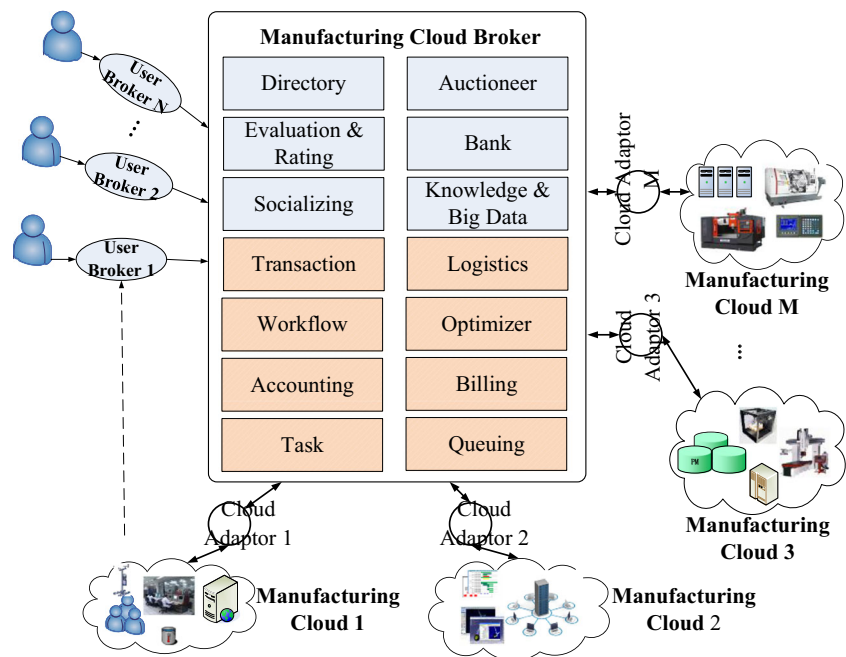 Manufacturing Cloud Broker
User
Broker N
...
User
Broker 2
User
Broker 1
Directory
Auctioneer
Evaluation &
Rating
Bank
Socializing
Knowledge &
Big Data
Transaction
Logistics
Workflow
Optimizer
Accounting
Billing
Task
Queuing
Cloud Adaptor
M
Manufacturing
Cloud M
Cloud
Adaptor 3
...
FM
Manufacturing
Cloud 3
Cloud
Adaptor 1
Cloud
Adaptor 2
Manufacturing
Cloud 1
Manufacturing
Cloud 2